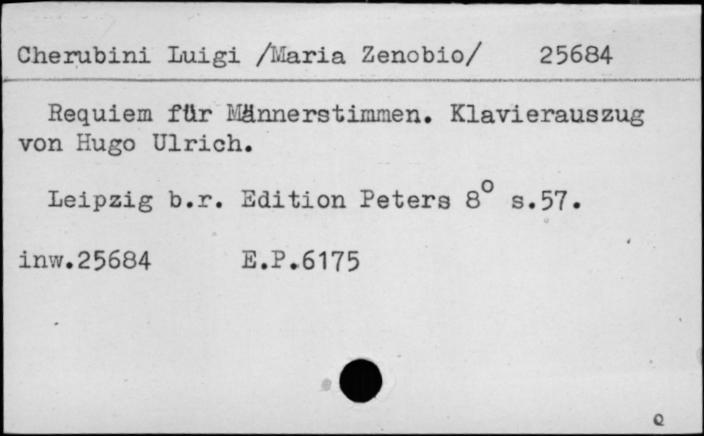 Cherubini Luigi /Maria Zenobio/ 25684
Requiem für Männerstimmen. Klavierauszug
von Hugo Ulrich.
Leipzig b.r. Edition Peters 8° s.57.
inw.25684 E.P.6175
Q